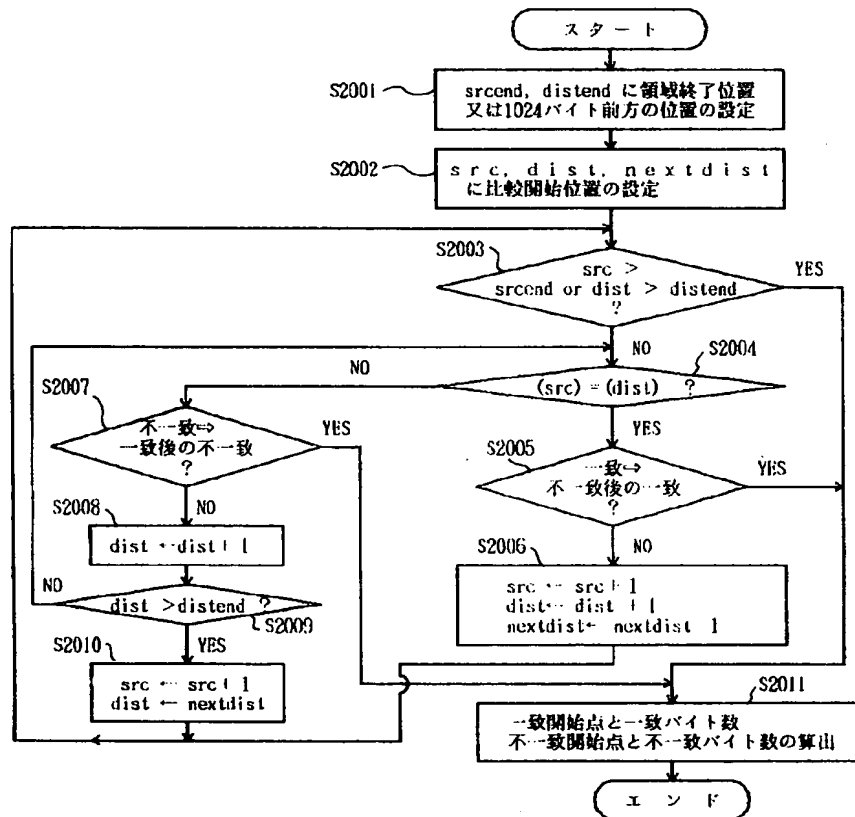 スタート
S2001
srcend, distend に領域終了位置
又は1024バイト前方の位置の設定
S2002
src, dist, nextdist
に比較開始位置の設定
S2003
src >
srcend or dist > distend
?
YES
NO
S2004
(src) = (dist) ?
NO
YES
S2007
不一致⇔
一致後の不一致
?
YES
NO
S2005
一致⇔
不一致後の一致
?
YES
NO
S2008
dist ← dist + 1
S2006
src ← src + 1
dist ← dist + 1
nextdist ← nextdist 1
NO
dist > distend ?
S2009
YES
S2010
src ← src + 1
dist ← nextdist
S2011
一致開始点と一致バイト数
不一致開始点と不一致バイト数の算出
エンド